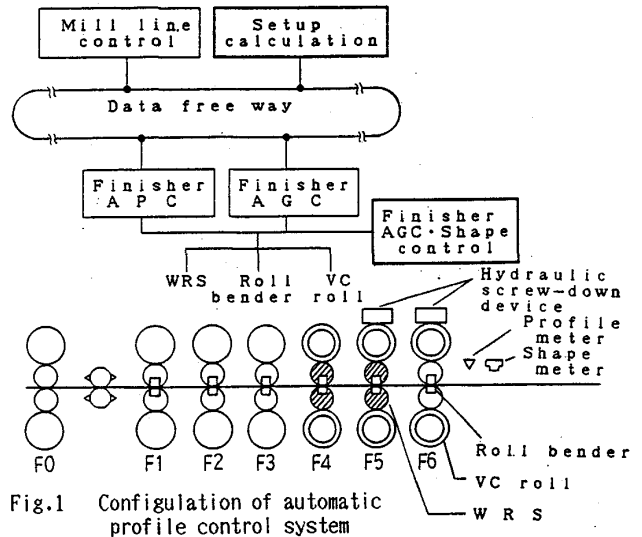 Mill line
control
Setup
calculation
Data free way
Finisher
APC
Finisher
AGC
Finisher
AGC・Shape
control
WRS
Roll
bender
VC
roll
Hydraulic
screw-down
device
Profile
meter
Shape
meter
F0
F1
F2
F3
F4
F5
F6
Roll bender
VC roll
WRS
Fig.1 Configulation of automatic
profile control system